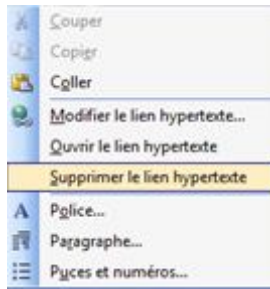 Couper
Copier
Coller
Modifier le lien hypertexte...
Ouvrir le lien hypertexte
Supprimer le lien hypertexte
Police...
Paragraphe...
Puces et numéros...